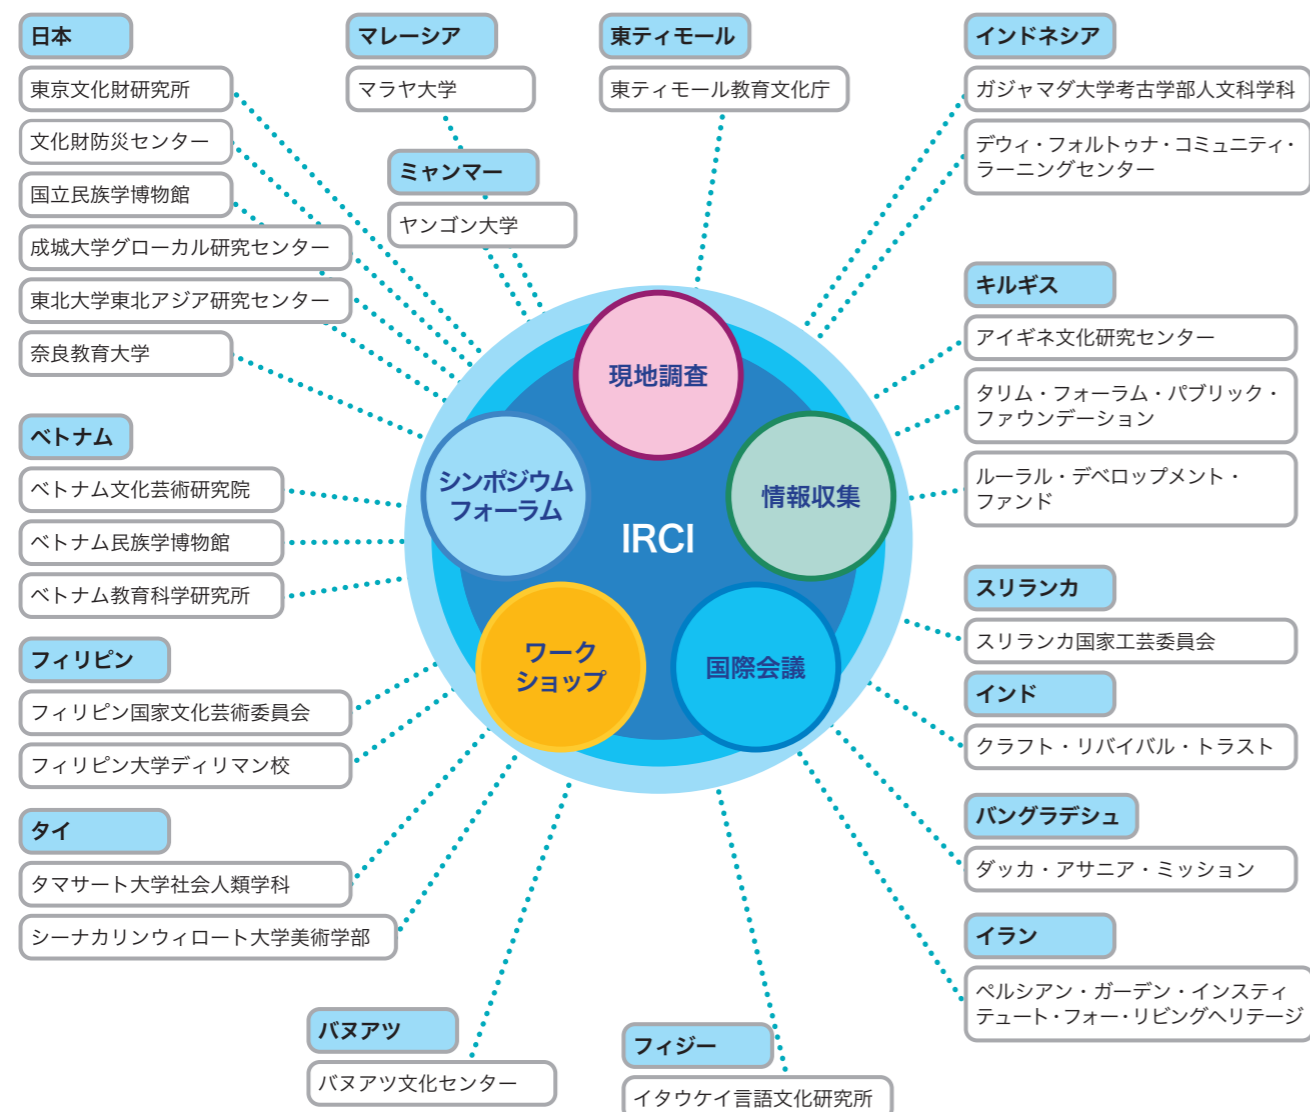 日本
東京文化財研究所
文化財防災センター
国立民族学博物館
成城大学グローカル研究センター
東北大学東北アジア研究センター
奈良教育大学
マレーシア
マラヤ大学
ミャンマー
ヤンゴン大学
東ティモール
東ティモール教育文化庁
インドネシア
ガジャマダ大学考古学部人文科学科
デウィ・フォルトゥナ・コミュニティ・
ラーニングセンター
キルギス
アイギネ文化研究センター
タリム・フォーラム・パブリック・
ファウンデーション
ルーラル・デベロップメント・
ファンド
ベトナム
ベトナム文化芸術研究院
ベトナム民族学博物館
ベトナム教育科学研究所
現地調査
シンポジウム
フォーラム
情報収集
IRCI
ワーク
ショップ
国際会議
スリランカ
スリランカ国家工芸委員会
インド
クラフト・リバイバル・トラスト
フィリピン
フィリピン国家文化芸術委員会
フィリピン大学ディリマン校
タイ
タマサート大学社会人類学科
シーナカリンウィロート大学美術学部
バングラデシュ
ダッカ・アサニア・ミッション
イラン
ペルシアン・ガーデン・インスティ
テュート・フォー・リビングヘリテージ
バヌアツ
バヌアツ文化センター
フィジー
イタウケイ言語文化研究所